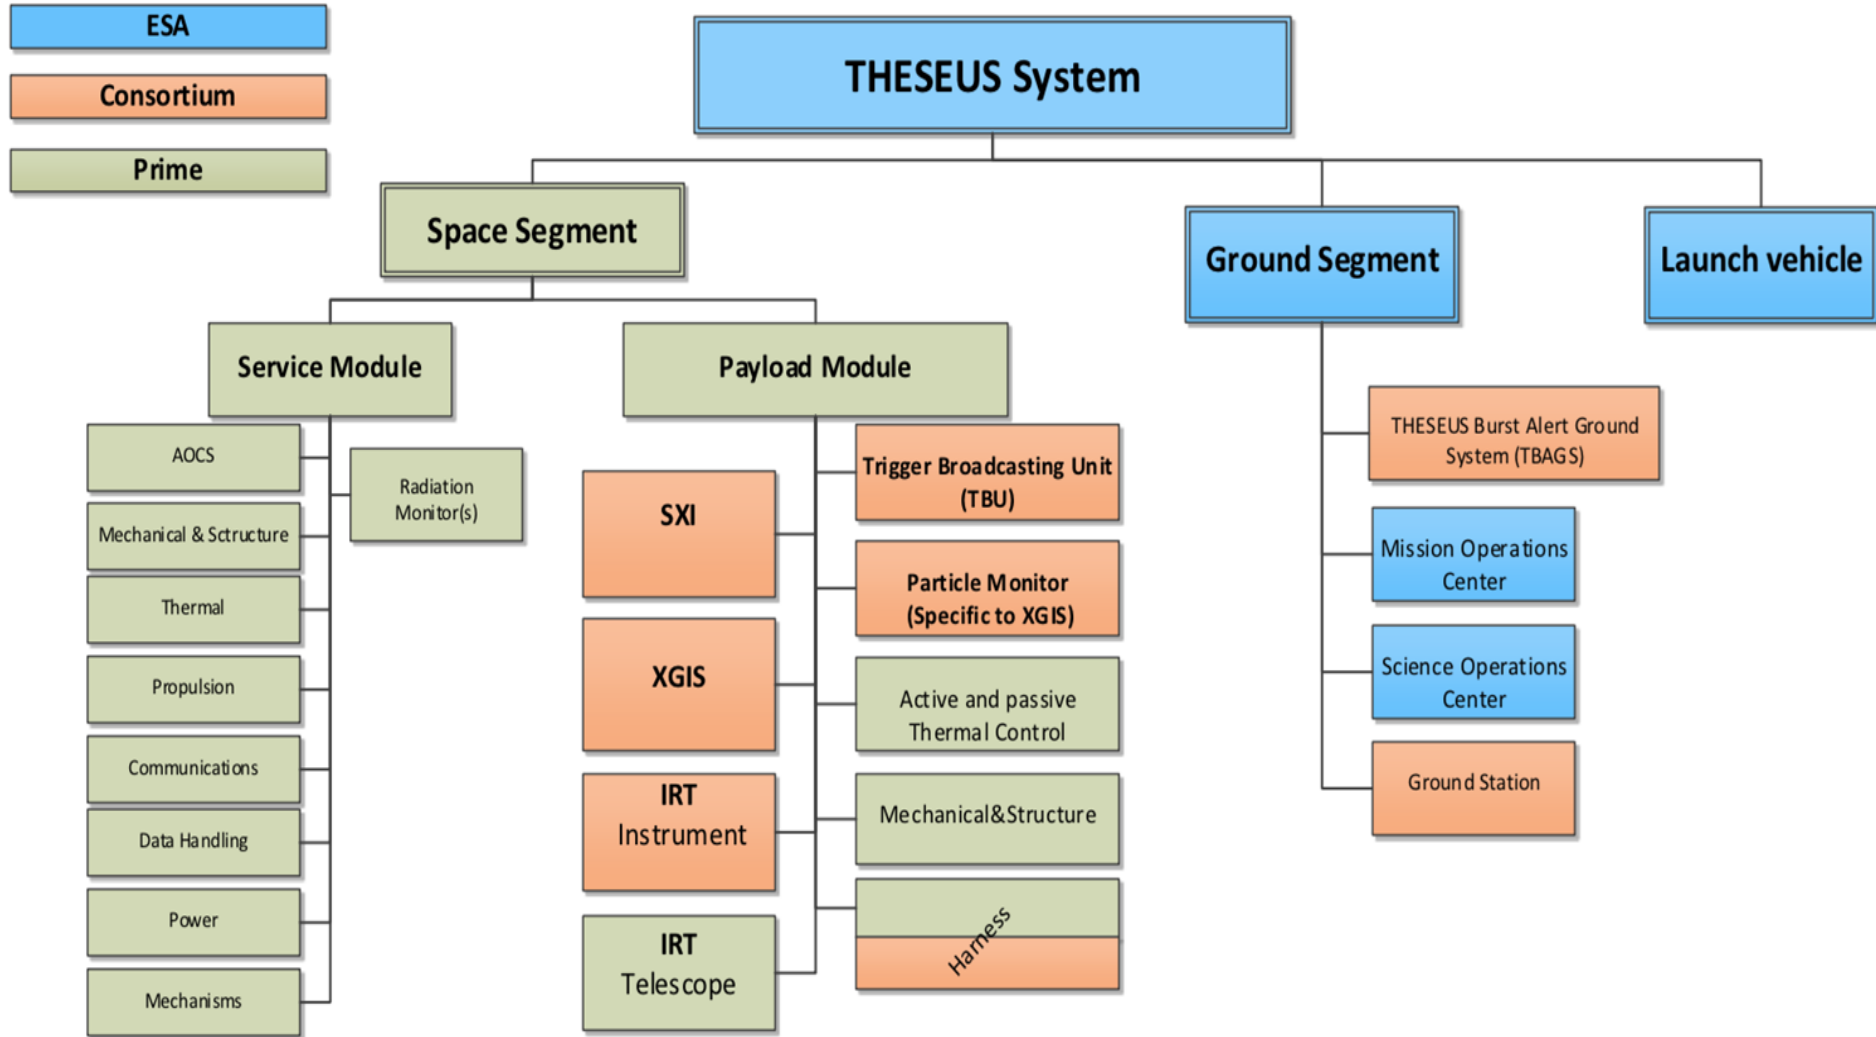 ESA
Consortium
Prime
THESEUS System
Space Segment
Ground Segment
Launch vehicle
Service Module
Payload Module
AOCS
Mechanical & Sctructure
Thermal
Propulsion
Communications
Data Handling
Power
Mechanisms
Radiation
Monitor(s)
SXI
XGIS
IRT
Instrument
IRT
Telescope
Trigger Broadcasting Unit
(TBU)
Particle Monitor
(Specific to XGIS)
Active and passive
Thermal Control
Mechanical&Structure
Harness
THESEUS Burst Alert Ground
System (TBAGS)
Mission Operations
Center
Science Operations
Center
Ground Station